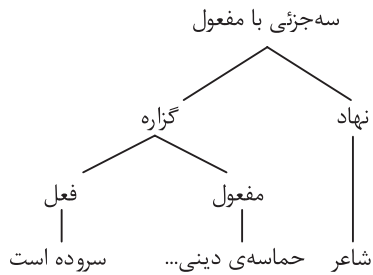 سه‌جزئی با مفعول
نهاد گزاره
مفعول فعل
شاعر حماسه‌ی دینی... سروده است